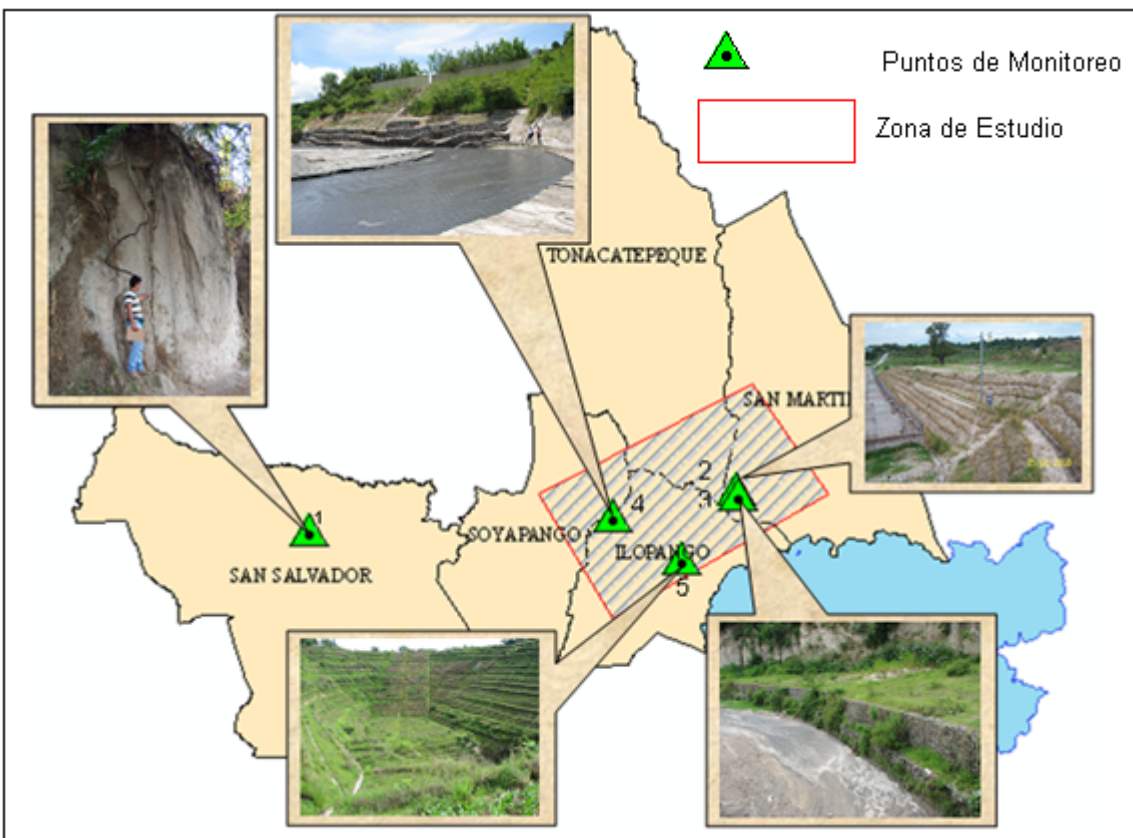 Puntos de Monitoreo
Zona de Estudio
TONACATEPEQUE
SAN MARTI
2
3
1
4
SOYAPANGO
ILOPANGO
SAN SALVADOR
5